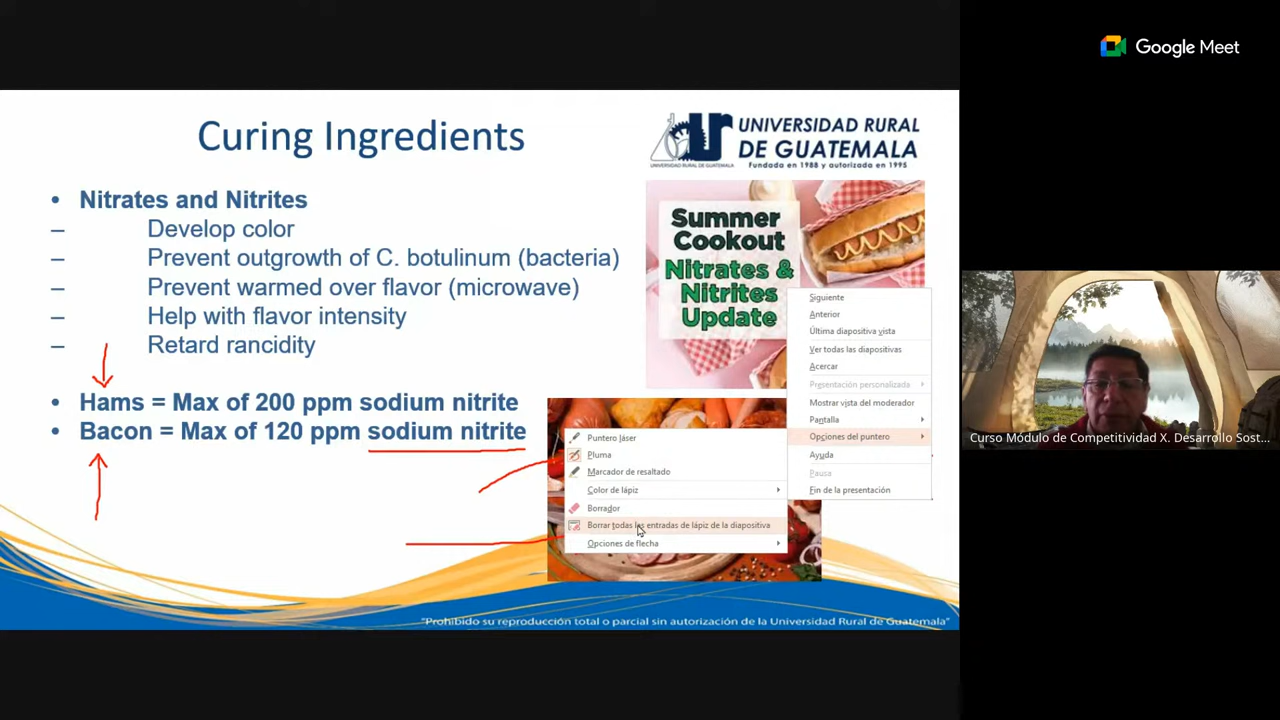 Google Meet
Curing Ingredients
UNIVERSIDAD RURAL
DE GUATEMALA
UNIVERSIDAD RURAL DE GUATEMALA
Fundada en 1988 y autorizada en 1995
• Nitrates and Nitrites
– Develop color
– Prevent outgrowth of C. botulinum (bacteria)
– Prevent warmed over flavor (microwave)
– Help with flavor intensity
– Retard rancidity
• Hams = Max of 200 ppm sodium nitrite
• Bacon = Max of 120 ppm sodium nitrite
Summer
Cookout
Nitrates &
Nitrites
Update
Siguiente
Anterior
Última diapositiva vista
Ver todas las diapositivas
Acercar
Presentación personalizada
Mostrar vista del moderador
Pantalla
Opciones del puntero
Ayuda
Pausa
Fin de la presentación
Puntero láser
Pluma
Marcador de resaltado
Color de lápiz
Borrador
Borrar todas las entradas de lápiz de la diapositiva
Opciones de flecha
"Prohibido su reproducción total o parcial sin autorización de la Universidad Rural de Guatemala"
Curso Módulo de Competitividad X. Desarrollo Sost...